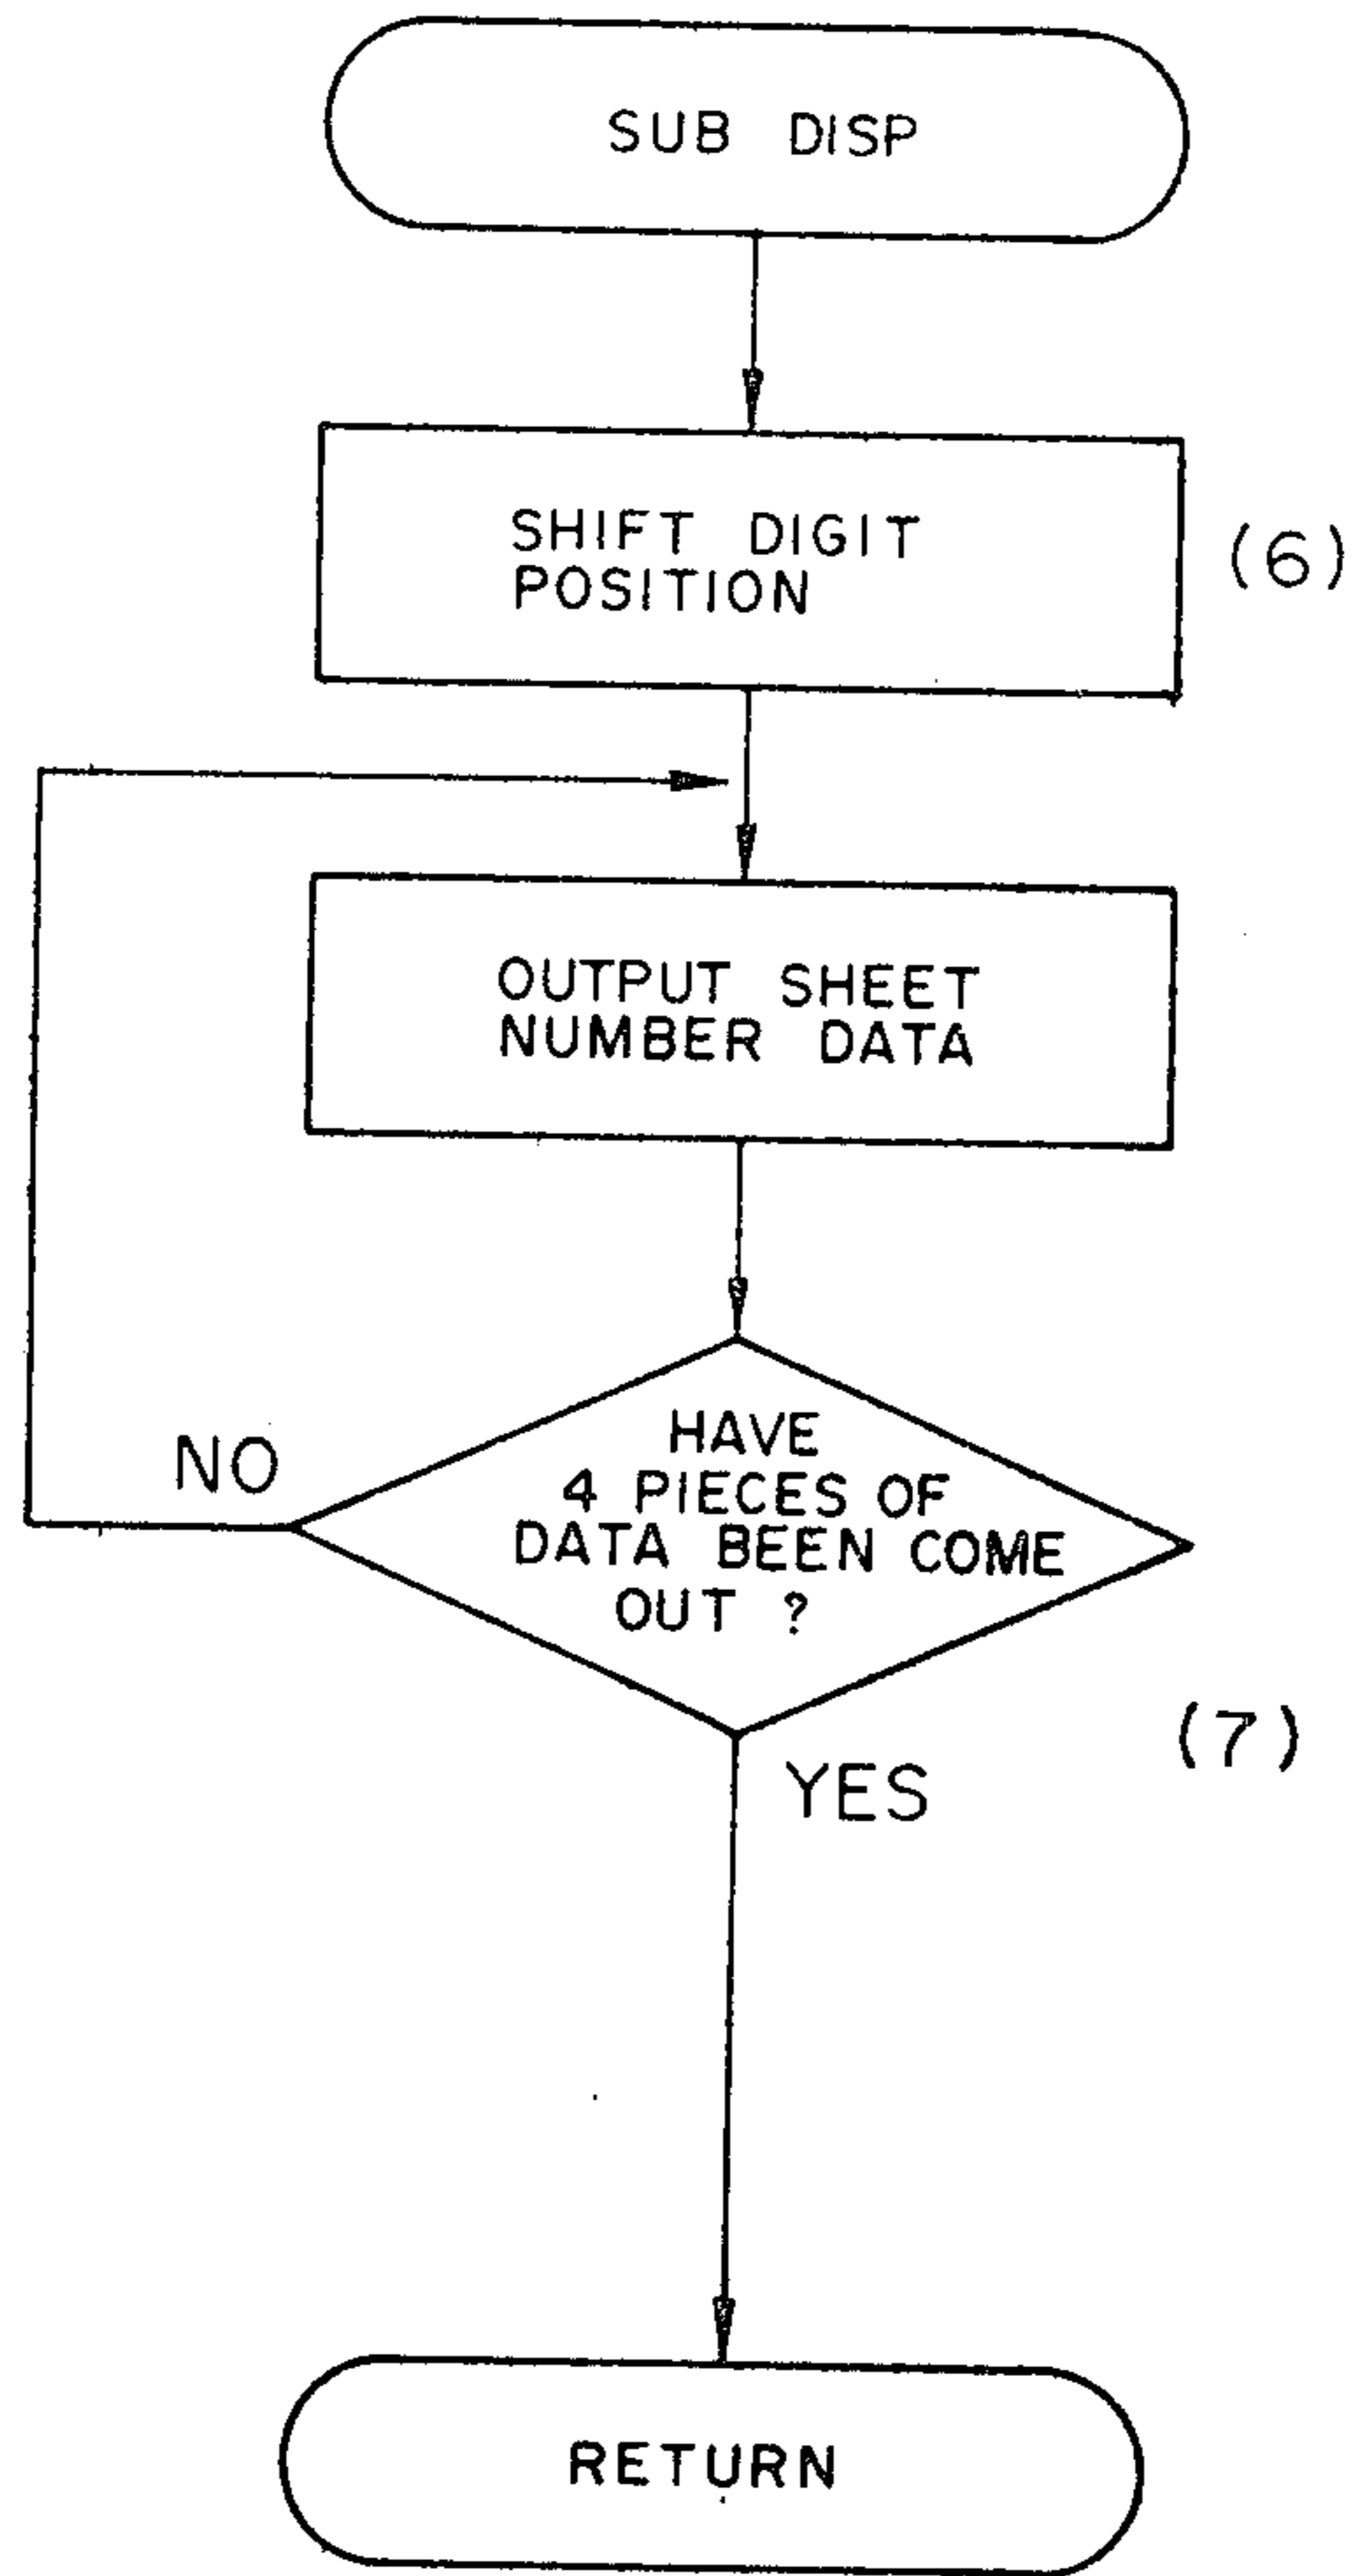 SUB DISP
SHIFT DIGIT
POSITION
(6)
OUTPUT SHEET
NUMBER DATA
HAVE
4 PIECES OF
DATA BEEN COME
OUT ?
NO
(7)
YES
RETURN